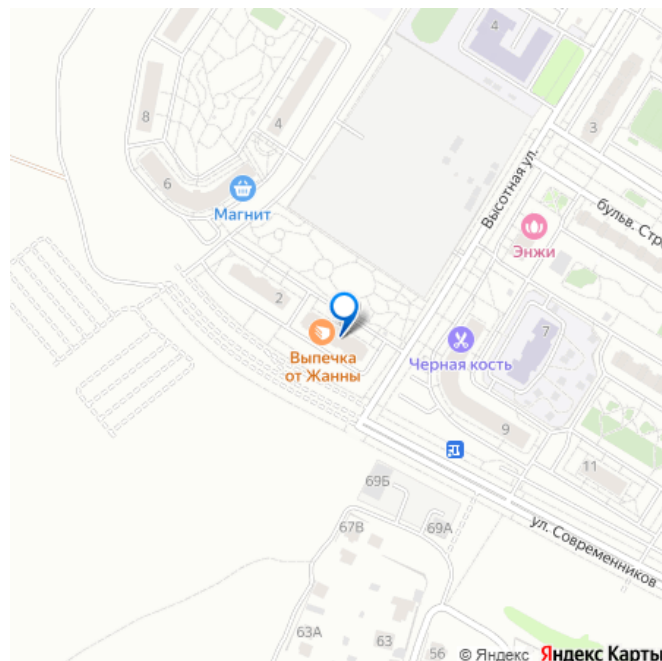 4
8
4
3
6
Магнит
Высотная ул.
бульв. Стр
Энжи
2
Выпечка
от Жанны
7
Черная кость
9
11
69Б
67В
69А
ул. Современников
63А
63
56
© Яндекс Яндекс Карты